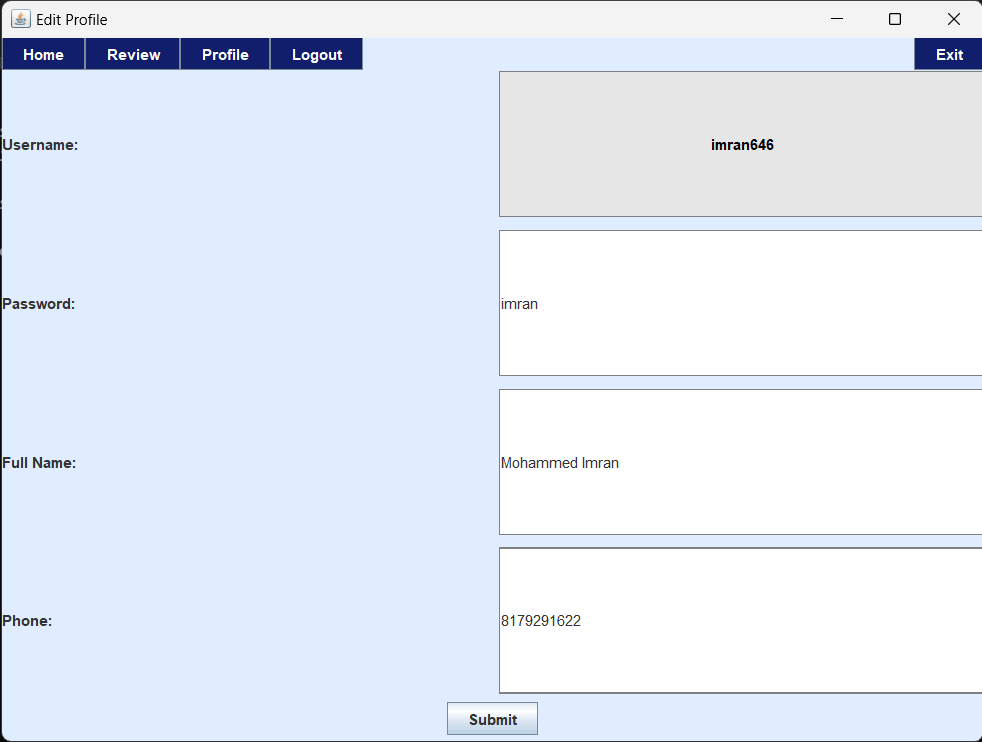 Edit Profile
Home Review Profile Logout Exit
Username: imran646
Password: imran
Full Name: Mohammed Imran
Phone: 8179291622
Submit